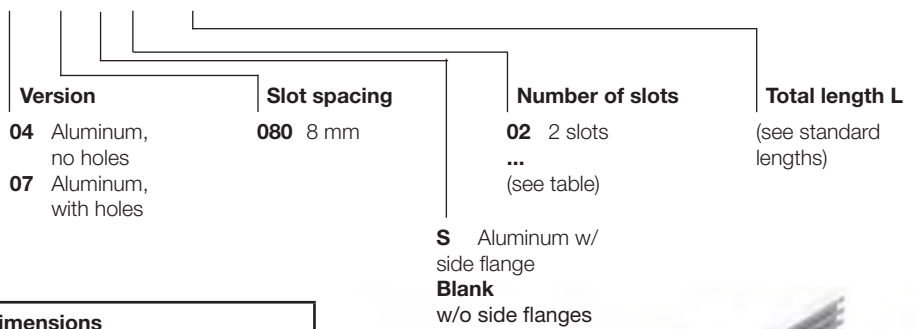 Version
04 Aluminum,
no holes
07 Aluminum,
with holes
Slot spacing
080 8 mm
S Aluminum w/
side flange
Blank
w/o side flanges
Number of slots
02 2 slots
...
(see table)
Total length L
(see standard
lengths)